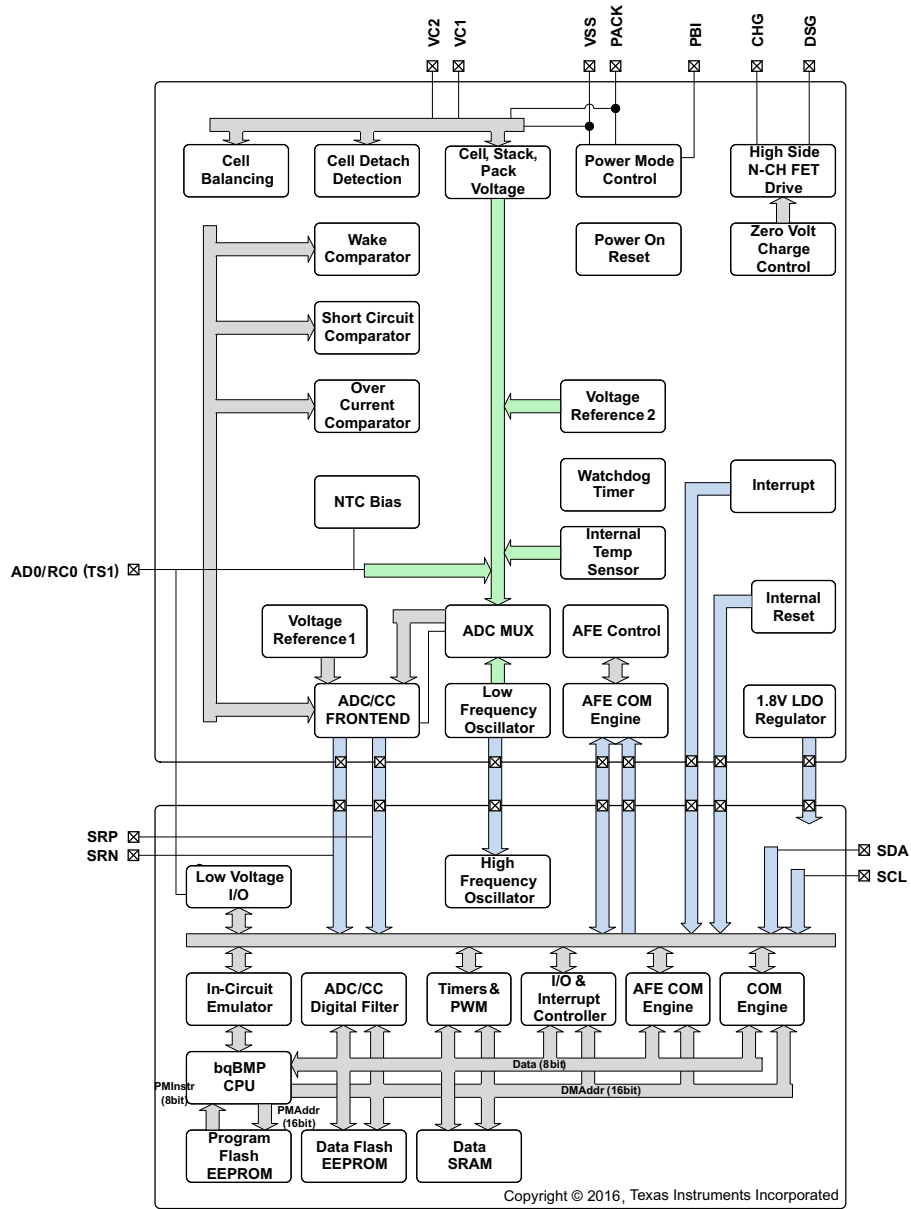 VC2
VC1
VSS
PACK
PBI
CHG
DSG
Cell
Balancing
Cell Detach
Detection
Cell, Stack,
Pack
Voltage
Power Mode
Control
High Side
N-CH FET
Drive
Wake
Comparator
Power On
Reset
Zero Volt
Charge
Control
Short Circuit
Comparator
Over
Current
Comparator
Voltage
Reference 2
NTC Bias
Watchdog
Timer
Interrupt
AD0/RC0 (TS1)
Internal
Temp
Sensor
Voltage
Reference 1
ADC MUX
AFE Control
Internal
Reset
ADC/CC
FRONTEND
Low
Frequency
Oscillator
AFE COM
Engine
1.8V LDO
Regulator
SRP
SRN
Low Voltage
I/O
High
Frequency
Oscillator
SDA
SCL
In-Circuit
Emulator
ADC/CC
Digital Filter
Timers &
PWM
I/O &
Interrupt
Controller
AFE COM
Engine
COM
Engine
bqBMP
CPU
Data (8bit)
DMAddr (16bit)
PMInstr
(8bit)
PMAddr
(16bit)
Program
Flash
EEPROM
Data Flash
EEPROM
Data
SRAM
Copyright © 2016, Texas Instruments Incorporated